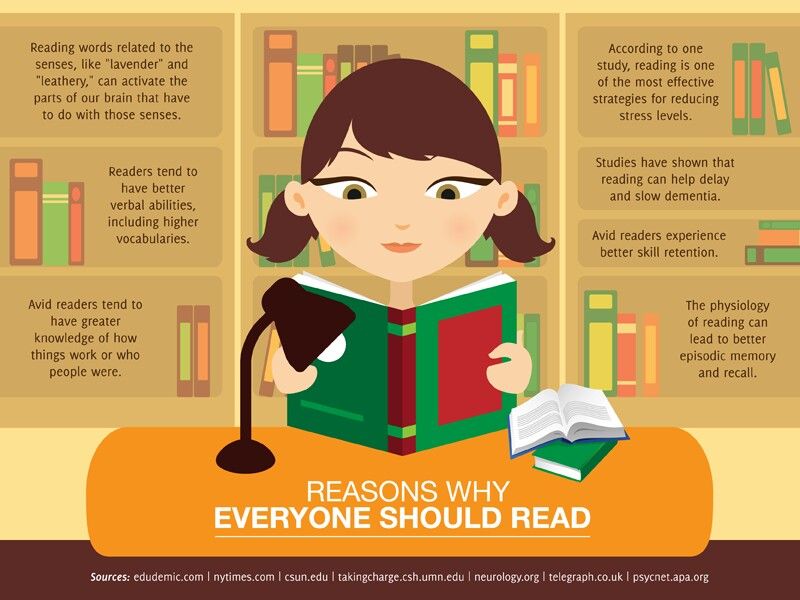 Reading words related to the
senses, like "lavender" and
"leathery," can activate the
parts of our brain that have
to do with those senses.
Readers tend to
have better
verbal abilities,
including higher
vocabularies.
Avid readers tend to
have greater
knowledge of how
things work or who
people were.
According to one
study, reading is one
of the most effective
strategies for reducing
stress levels.
Studies have shown that
reading can help delay
and slow dementia.
Avid readers experience
better skill retention.
The physiology
of reading can
lead to better
episodic memory
and recall.
REASONS WHY
EVERYONE SHOULD READ
Sources: edudemic.com | nytimes.com | csun.edu | takingcharge.csh.umn.edu | neurology.org | telegraph.co.uk | psycnet.apa.org